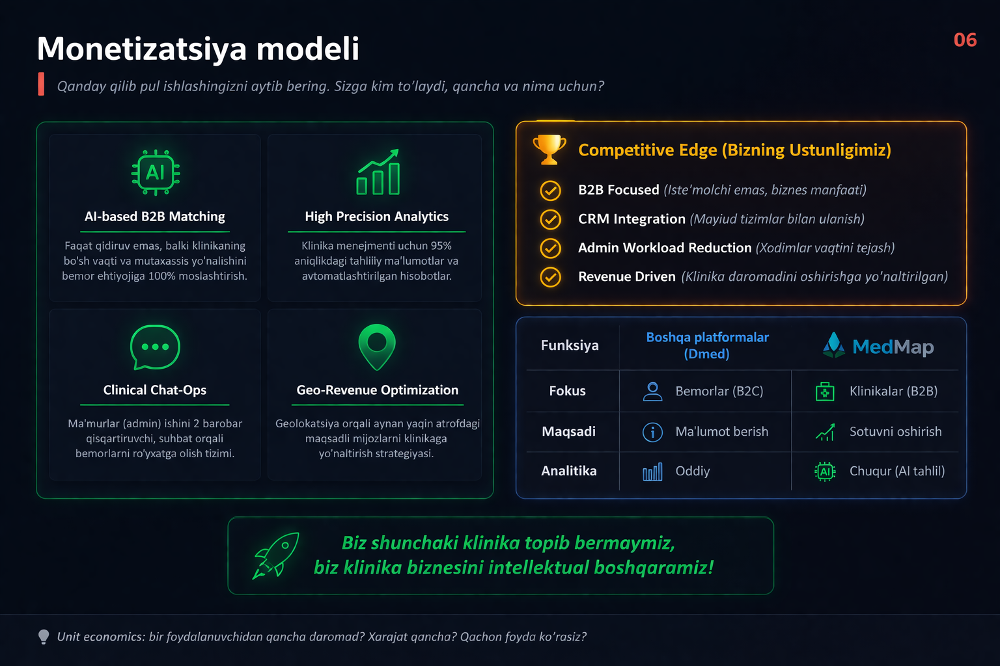 Monetizatsiya modeli
06
Qanday qilib pul ishlashingizni aytib bering. Sizga kim to’laydi, qancha va nima uchun?
AI
AI-based B2B Matching
Faqat qidiruv emas, balki klinikaning
bo'sh vaqti va mutaxassis yo'nalishini
bemor ehtiyojiga 100% moslashtirish.
High Precision Analytics
Klinika menejmenti uchun 95%
aniqlikdagi tahliliy ma'lumotlar va
avtomatlashtirilgan hisobotlar.
Clinical Chat-Ops
Ma'murlar (admin) ishini 2 barobar
qisqartiruvchi, suhbat orqali
bemorlarni ro'yxatga olish tizimi.
Geo-Revenue Optimization
Geolokatsiya orqali aynan yaqin atrofdagi
maqsadli mijozlarni klinikaga
yo'naltirish strategiyasi.
Competitive Edge (Bizning Ustunligimiz)
B2B Focused (Iste'molchi emas, biznes manfaati)
CRM Integration (Mayiud tizimlar bilan ulanish)
Admin Workload Reduction (Xodimlar vaqtini tejash)
Revenue Driven (Klinika daromadini oshirishga yo'naltirilgan)
Funksiya
Boshqa platformalar
(Dmed)
MedMap
Fokus
Bemorlar (B2C)
Klinikalar (B2B)
Maqsadi
Ma'lumot berish
Sotuvni oshirish
Analitika
Oddiy
AI
Chuqur (AI tahlil)
Biz shunchaki klinika topib bermaymiz,
biz klinika biznesini intellektual boshqaramiz!
Unit economics: bir foydalanuvchidan qancha daromad? Xarajat qancha? Qachon foyda ko’rasiz?